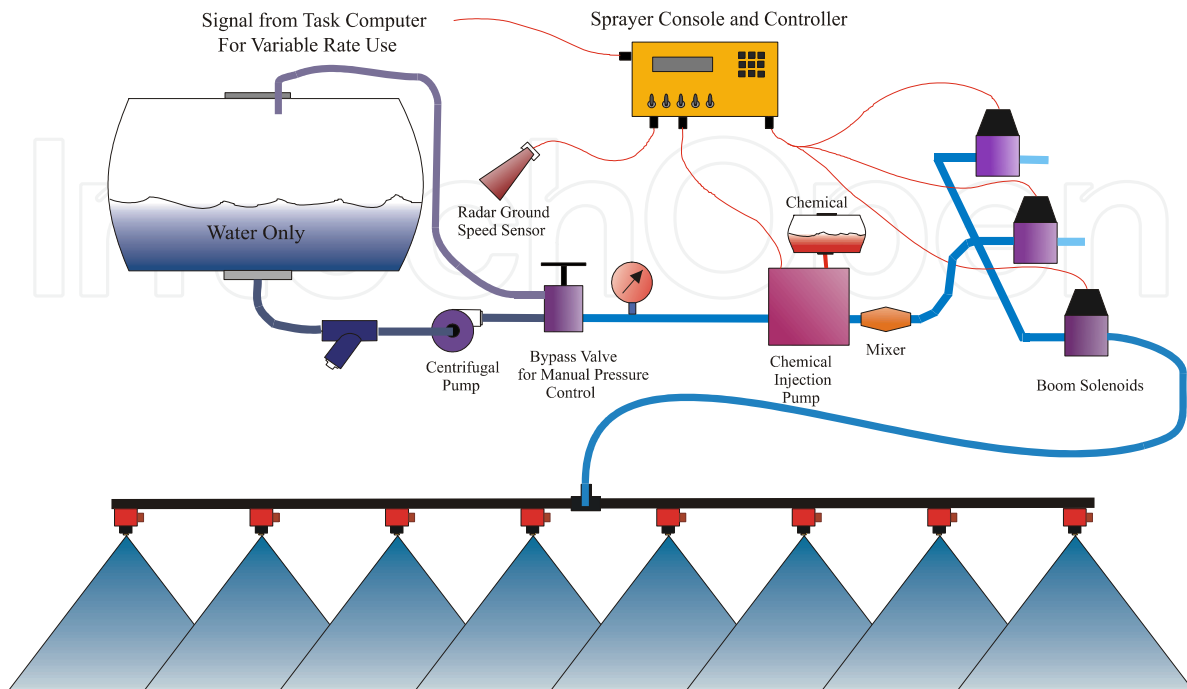 Signal from Task Computer
For Variable Rate Use
Sprayer Console and Controller
Water Only
Radar Ground
Speed Sensor
Chemical
Centrifugal
Pump
Bypass Valve
for Manual Pressure
Control
Chemical
Injection
Pump
Mixer
Boom Solenoids
InTechOpen